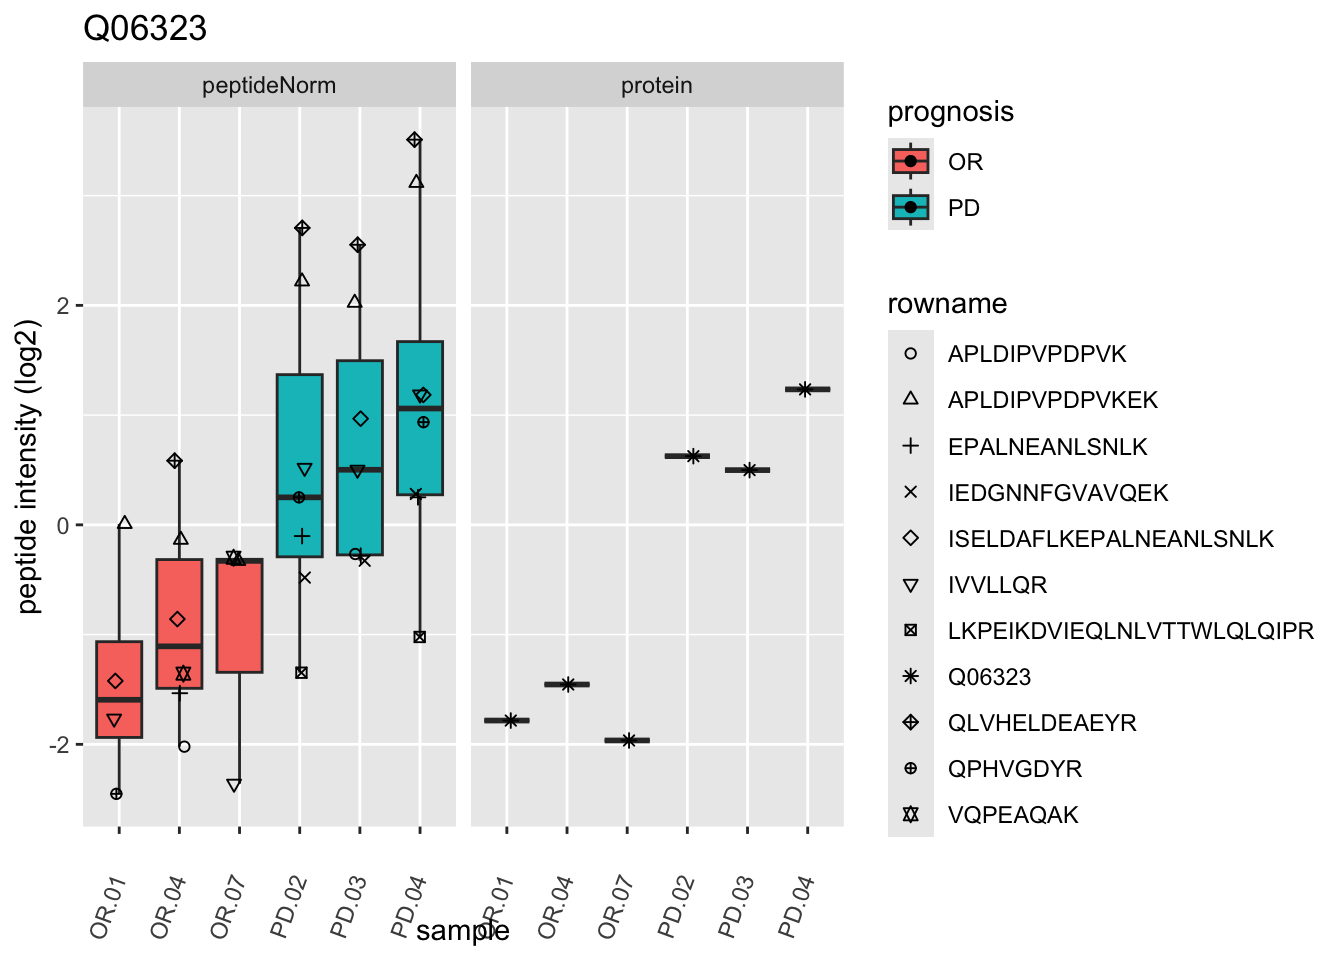 Q06323
peptideNorm
protein
peptide intensity (log2)
2
0
-2
OR.01
OR.04
OR.07
PD.02
PD.03
PD.04
OR.01
OR.04
OR.07
PD.02
PD.03
PD.04
sample
prognosis
OR
PD
rowname
APLDIPVPDPVK
APLDIPVPDPVKEK
EPALNEANLSNLK
IEDGNNFGVAVQEK
ISELDAFLKEPALNEANLSNLK
IVVLLQR
LKPEIKDVIEQLNLVTTWLQLQIPR
Q06323
QLVHELDEAEYR
QPHVGDYR
VQPEAQAK